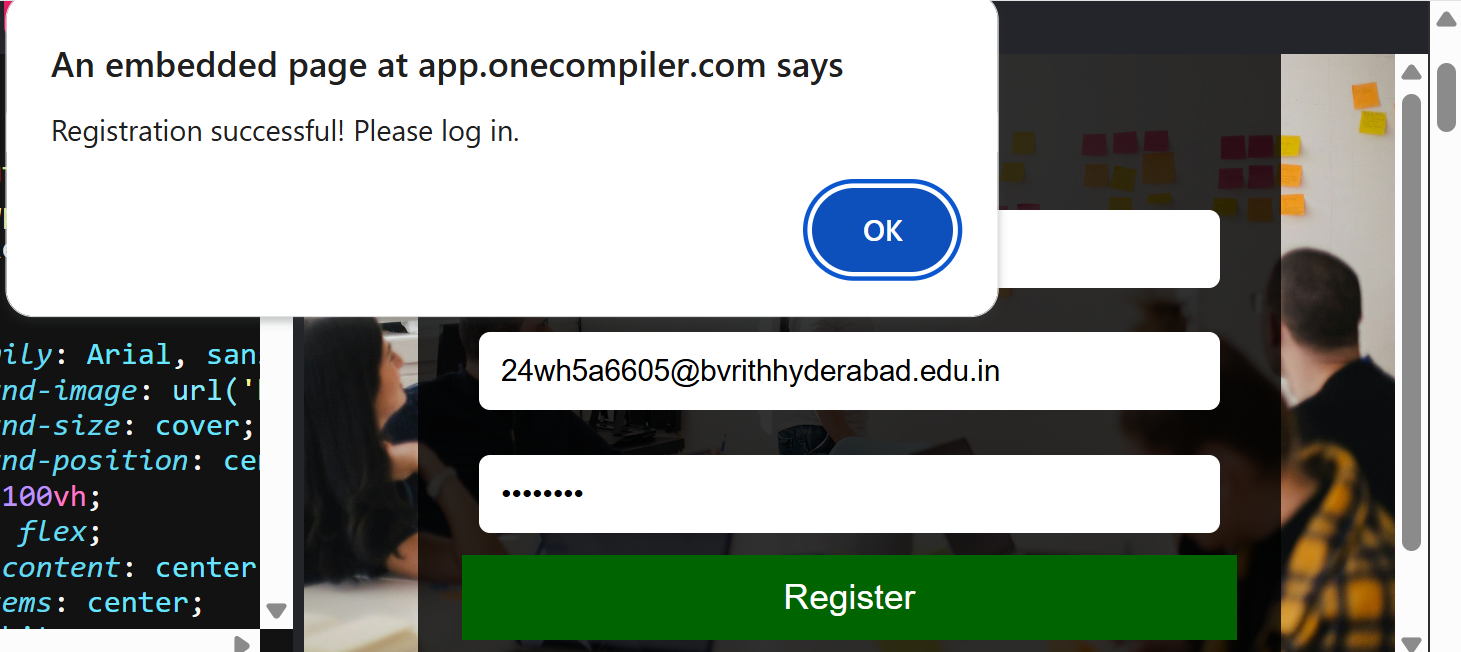 An embedded page at app.onecompiler.com says
Registration successful! Please log in.
OK
24wh5a6605@bvrithhyderabad.edu.in
••••••••
Register
ily: Arial, san
nd-image: url('
nd-size: cover;
nd-position: cen
100vh;
flex;
content: center
ems: center;